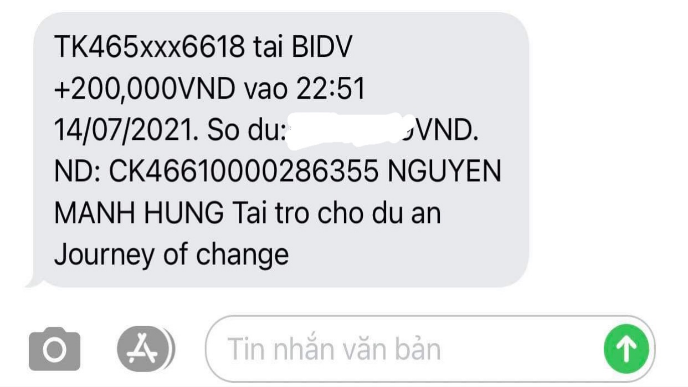 TK465xxx6618 tai BIDV
+200,000VND vao 22:51
14/07/2021. So du: 9VND.
ND: CK46610000286355 NGUYEN
MANH HUNG Tai tro cho du an
Journey of change
Tin nhắn văn bản